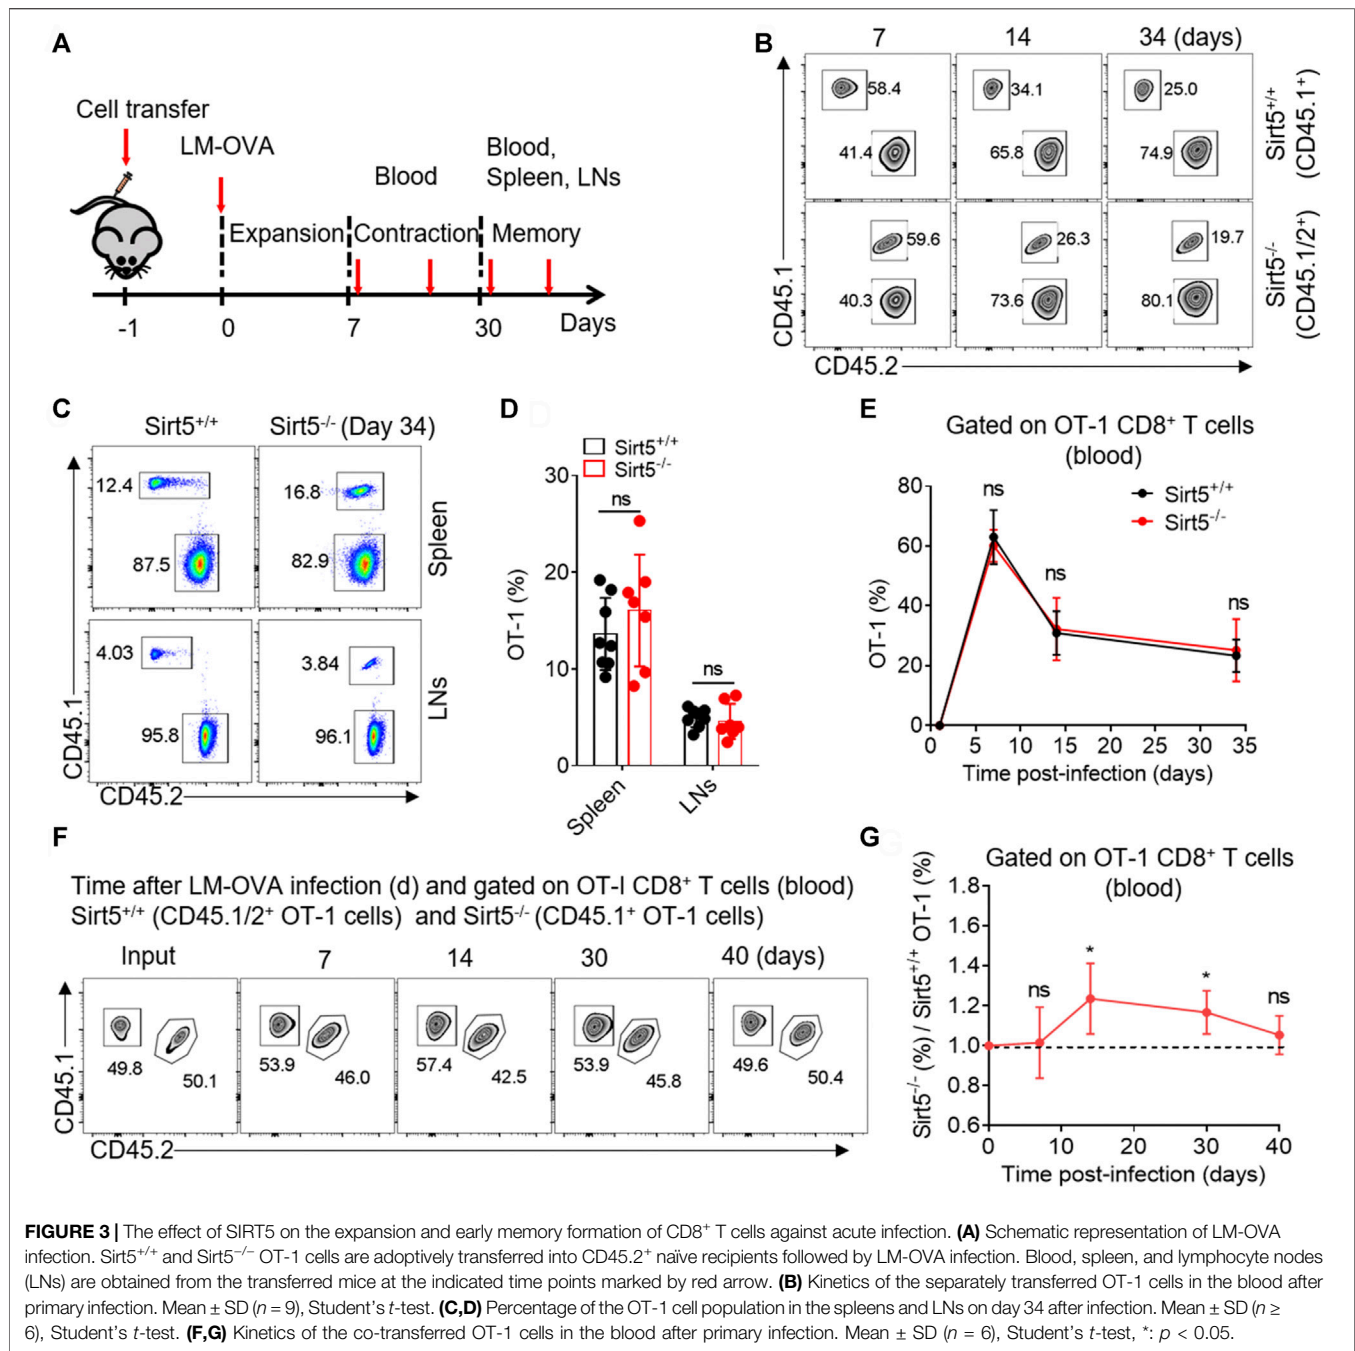 A
Cell transfer
LM-OVA
Blood
Blood,
Spleen, LNs
Expansion
Contraction
Memory
-1
0
7
30
Days
B
7
14
34 (days)
CD45.1
58.4
41.4
34.1
65.8
25.0
74.9
Sirt5+/+
(CD45.1+)
59.6
40.3
26.3
73.6
19.7
80.1
Sirt5-/-
(CD45.1/2+)
CD45.2
C
Sirt5+/+
Sirt5-/- (Day 34)
12.4
87.5
16.8
82.9
Spleen
4.03
95.8
3.84
96.1
LNs
CD45.1
CD45.2
D
Sirt5+/+
Sirt5-/-
OT-1 (%)
30
20
10
0
ns
ns
Spleen
LNs
E
Gated on OT-1 CD8+ T cells
(blood)
Sirt5+/+
Sirt5-/-
OT-1 (%)
80
60
40
20
0
ns
ns
ns
0 5 10 15 20 25 30 35
Time post-infection (days)
F
Time after LM-OVA infection (d) and gated on OT-I CD8+ T cells (blood)
Sirt5+/+ (CD45.1/2+ OT-1 cells) and Sirt5-/- (CD45.1+ OT-1 cells)
Input
7
14
30
40 (days)
CD45.1
49.8
50.1
53.9
46.0
57.4
42.5
53.9
45.8
49.6
50.4
CD45.2
G
Gated on OT-1 CD8+ T cells
(blood)
Sirt5-/- (%) / Sirt5+/+ OT-1 (%)
1.8
1.6
1.4
1.2
1.0
0.8
0.6
ns
*
*
ns
0 10 20 30 40
Time post-infection (days)
FIGURE 3 | The effect of SIRT5 on the expansion and early memory formation of CD8+ T cells against acute infection. (A) Schematic representation of LM-OVA
infection. Sirt5+/+ and Sirt5−/− OT-1 cells are adoptively transferred into CD45.2+ naïve recipients followed by LM-OVA infection. Blood, spleen, and lymphocyte nodes
(LNs) are obtained from the transferred mice at the indicated time points marked by red arrow. (B) Kinetics of the separately transferred OT-1 cells in the blood after
primary infection. Mean ± SD (n = 9), Student's t-test. (C,D) Percentage of the OT-1 cell population in the spleens and LNs on day 34 after infection. Mean ± SD (n ≥
6), Student's t-test. (F,G) Kinetics of the co-transferred OT-1 cells in the blood after primary infection. Mean ± SD (n = 6), Student's t-test, *: p < 0.05.